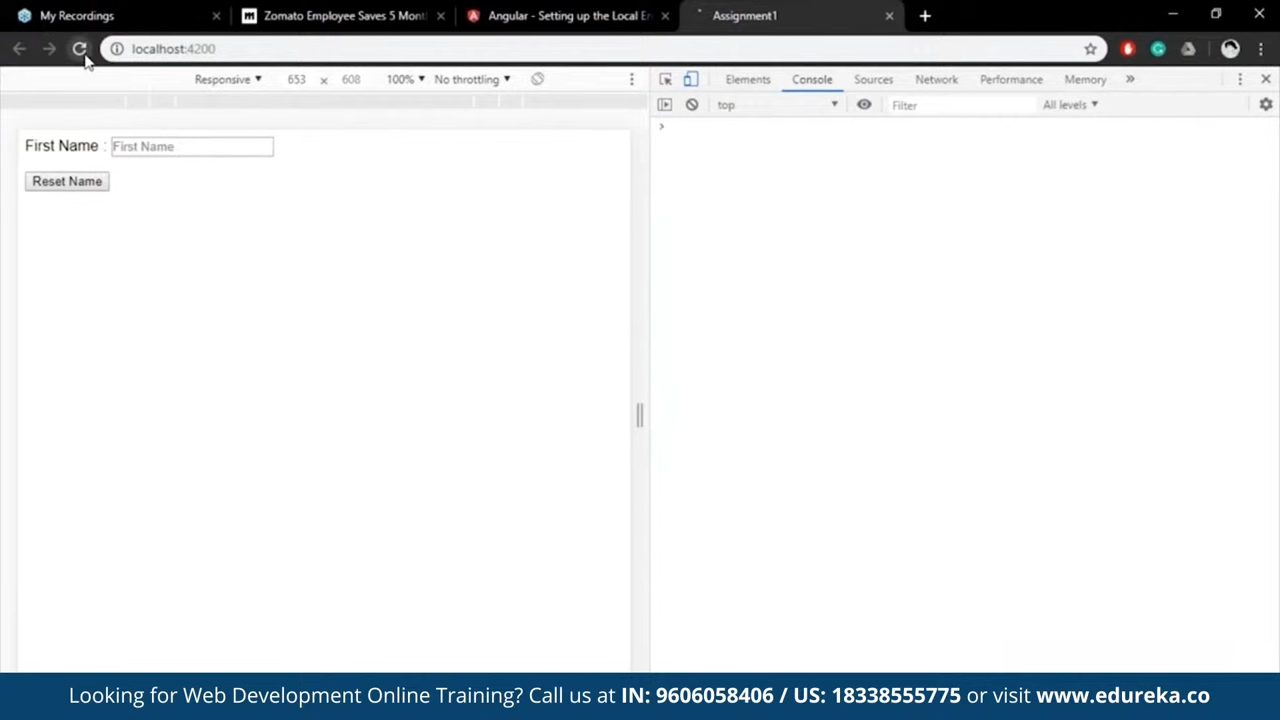 My Recordings
Zomato Employee Saves 5 Mont
Angular - Setting up the Local En
Assignment1
localhost:4200
Responsive 653 × 608 100% No throttling
Elements Console Sources Network Performance Memory »
top Filter All levels
First Name : First Name
Reset Name
Looking for Web Development Online Training? Call us at IN: 9606058406 / US: 18338555775 or visit www.edureka.co